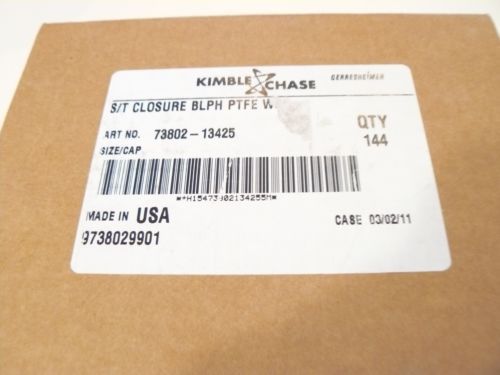 KIMBLE CHASE GERRESHEIMER
S/T CLOSURE BLPH PTFE
ART NO. 73802-13425 QTY
SIZE/CAP 144
MADE IN USA CASE 03/02/11
9738029901